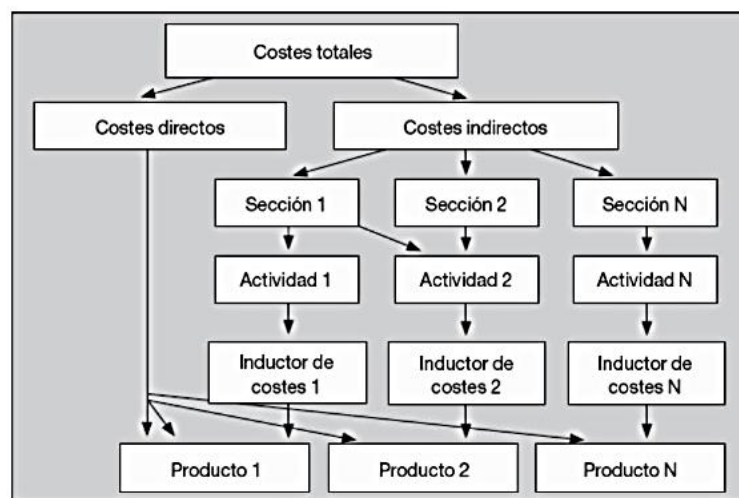 Costes totales
Costes directos
Costes indirectos
Sección 1
Sección 2
Sección N
Actividad 1
Actividad 2
Actividad N
Inductor de
costes 1
Inductor de
costes 2
Inductor de
costes N
Producto 1
Producto 2
Producto N